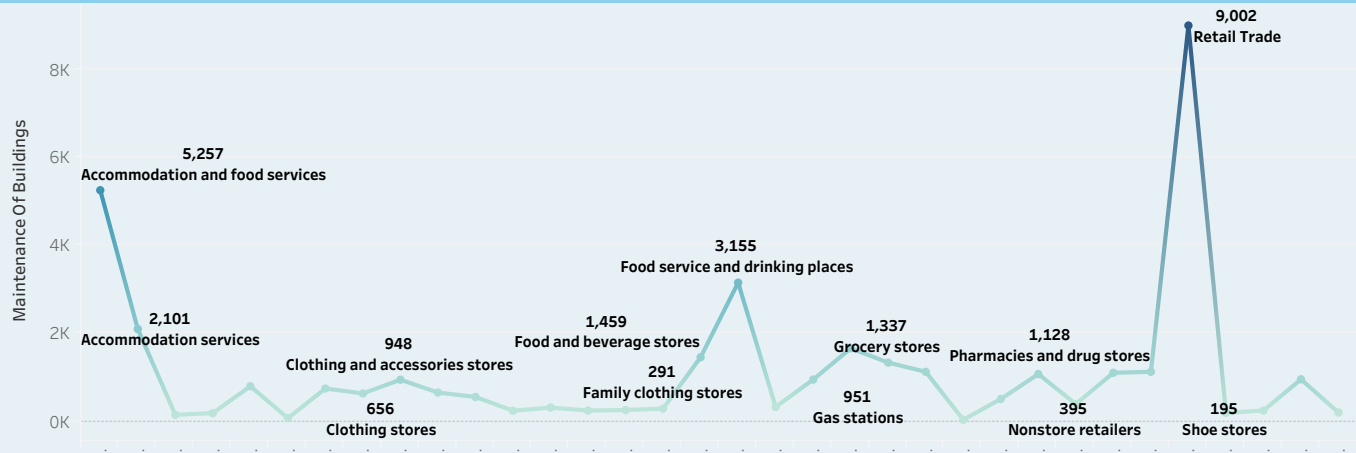 9,002
Retail Trade
8K
Maintenance Of Buildings
6K
5,257
Accommodation and food services
4K
3,155
Food service and drinking places
2,101
Accommodation services
2K
948
Clothing and accessories stores
1,459
Food and beverage stores
1,337
Grocery stores
1,128
Pharmacies and drug stores
291
Family clothing stores
951
Gas stations
0K
656
Clothing stores
395
Nonstore retailers
195
Shoe stores